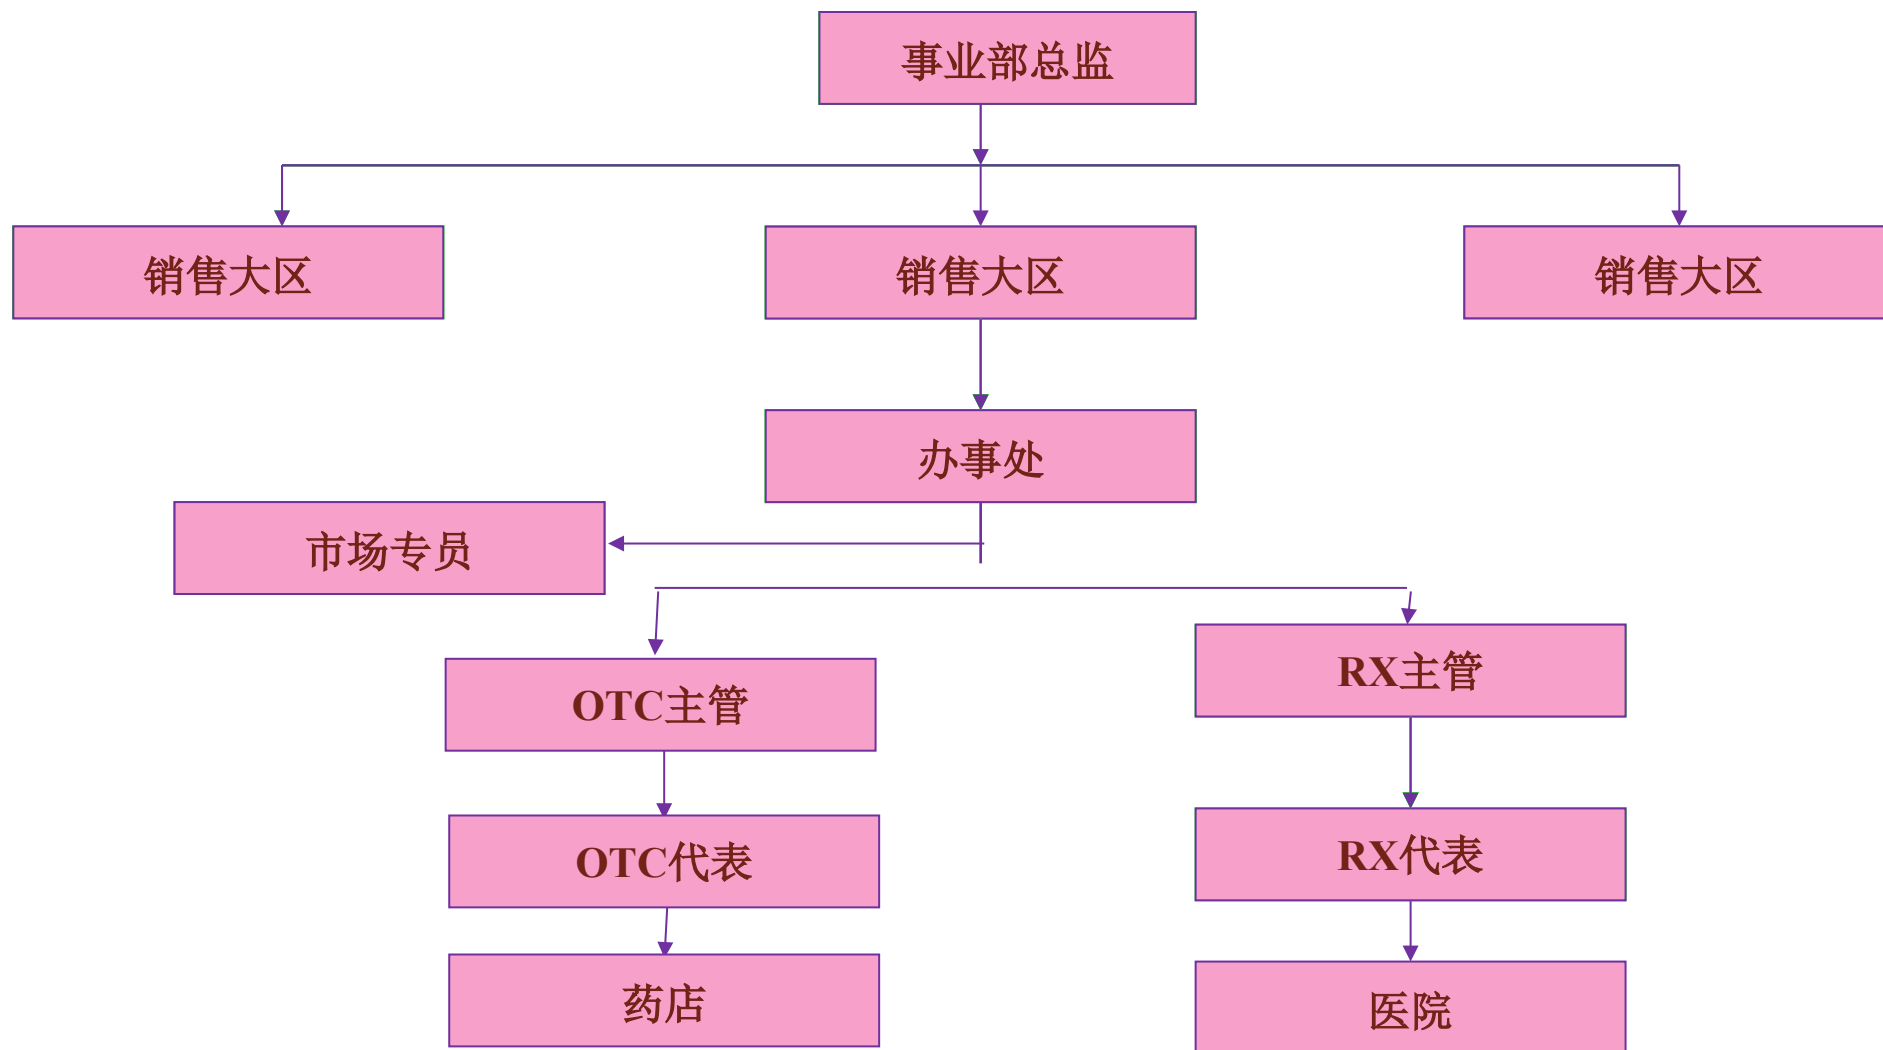 事业部总监
销售大区
销售大区
销售大区
办事处
市场专员
OTC主管
RX主管
OTC代表
RX代表
药店
医院